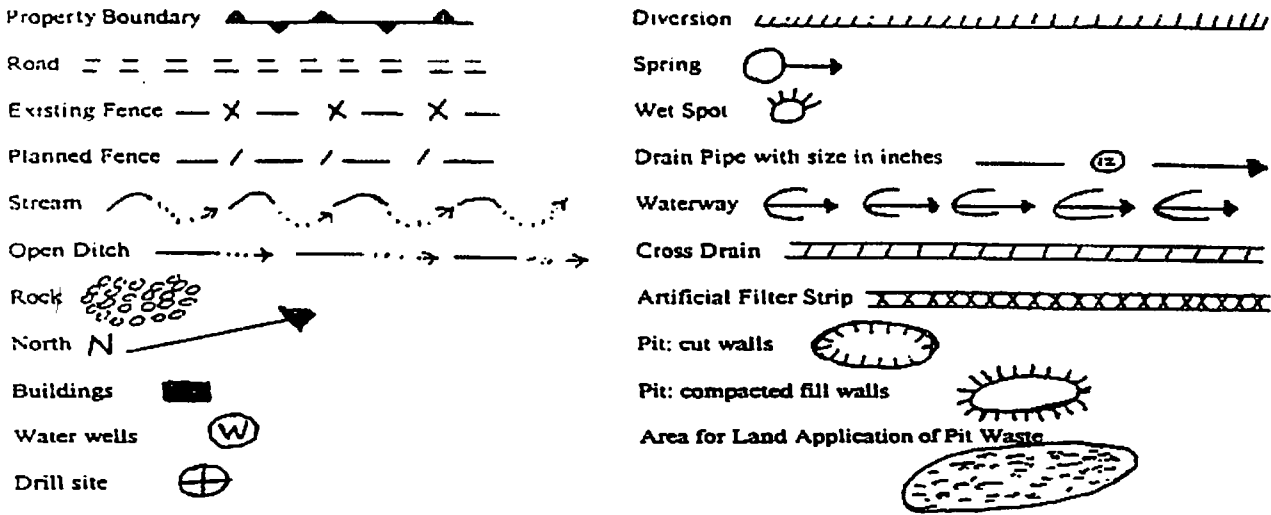 Property Boundary
Road
Existing Fence
Planned Fence
Stream
Open Ditch
Rock
North N
Buildings
Water wells W
Drill site
Diversion
Spring
Wet Spot
Drain Pipe with size in inches 12
Waterway
Cross Drain
Artificial Filter Strip
Pit: cut walls
Pit: compacted fill walls
Area for Land Application of Pit Waste